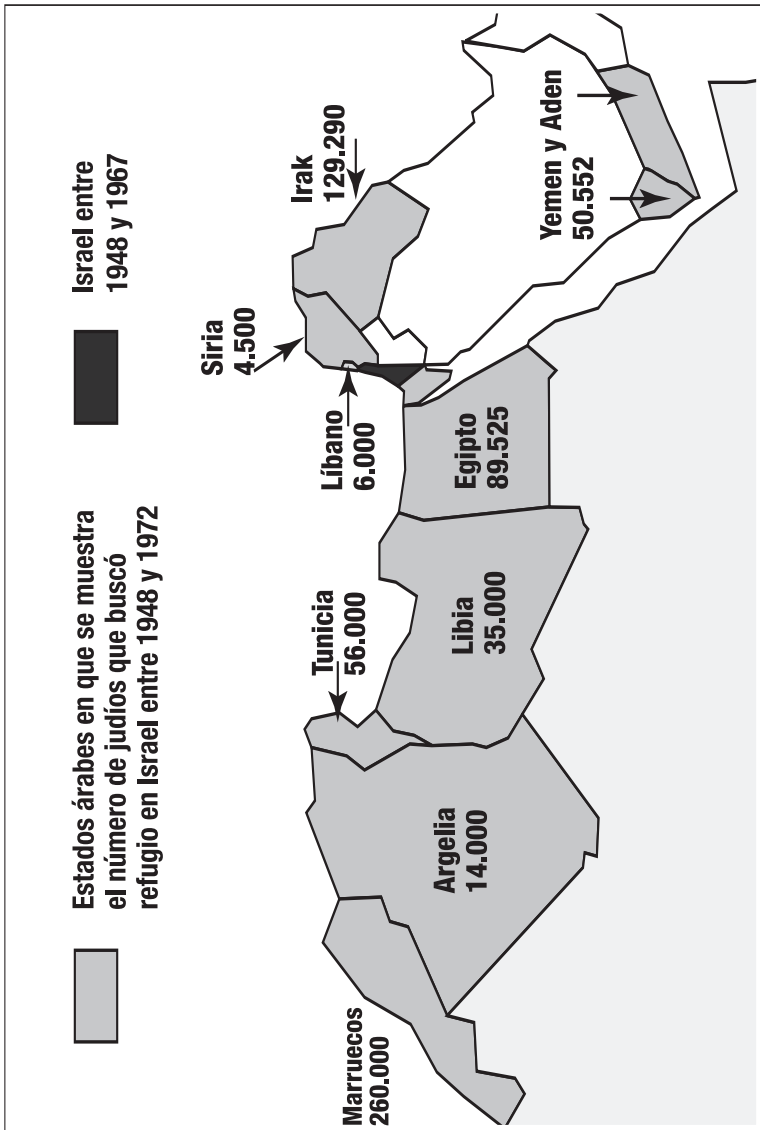 Estados árabes en que se muestra
el número de judíos que buscó
refugio en Israel entre 1948 y 1972
Israel entre
1948 y 1967
Marruecos
260.000
Argelia
14.000
Tunicia
56.000
Libia
35.000
Egipto
89.525
Líbano
6.000
Siria
4.500
Irak
129.290
Yemen y Aden
50.552